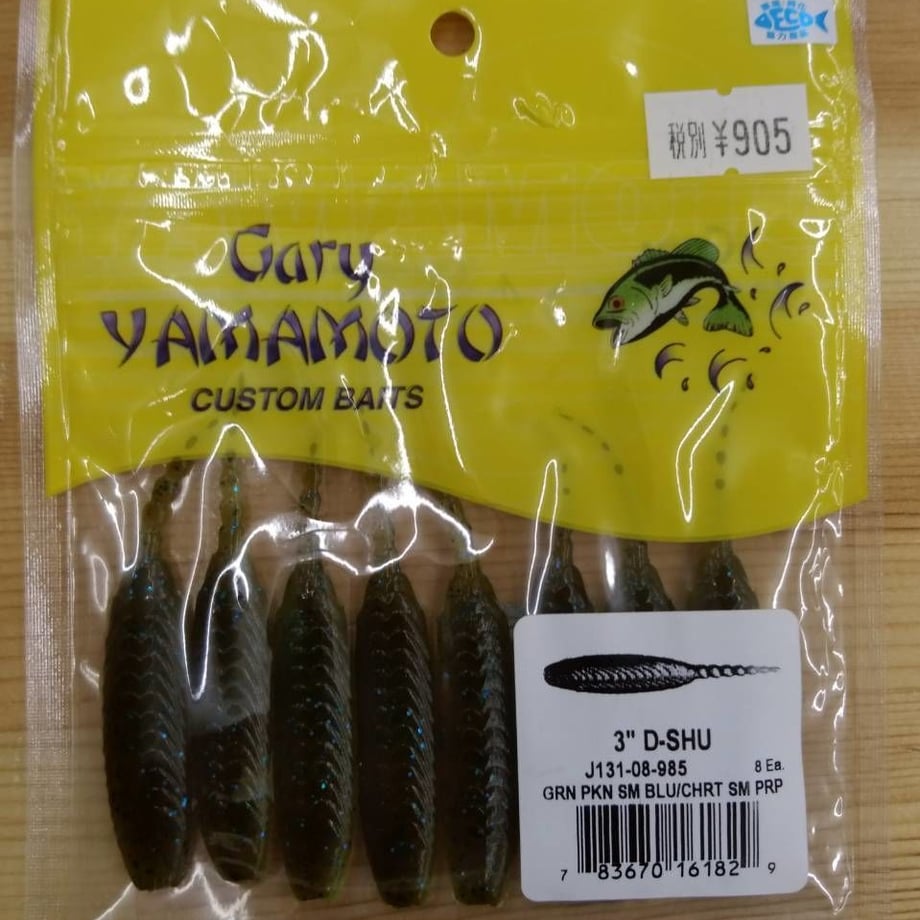 ECO
税別 ¥905
Gary
YAMAMOTO
CUSTOM BAITS
3" D-SHU
J131-08-985 8 Ea.
GRN PKN SM BLU/CHRT SM PRP
7 83670 16182 9